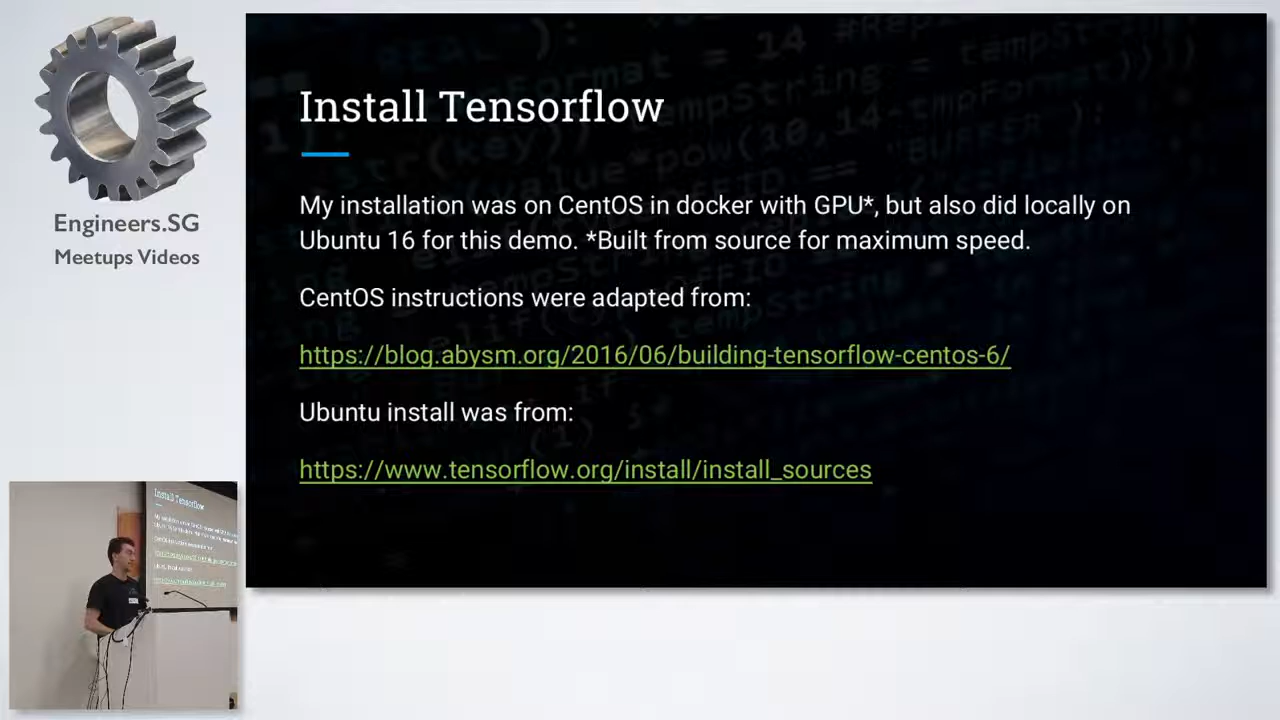 Engineers.SG
Meetups Videos
Install Tensorflow
My installation was on CentOS in docker with GPU*, but also did locally on
Ubuntu 16 for this demo. *Built from source for maximum speed.
CentOS instructions were adapted from:
https://blog.abysm.org/2016/06/building-tensorflow-centos-6/
Ubuntu install was from:
https://www.tensorflow.org/install/install_sources
Install Tensorflow